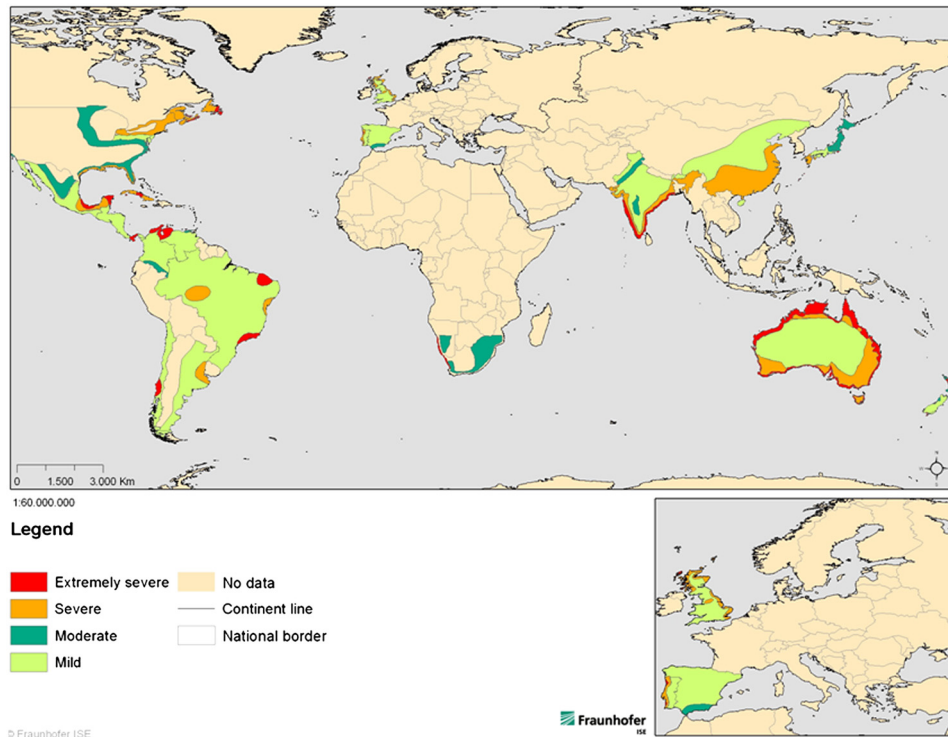 0 1.500 3.000 Km
1:60.000.000
Legend
Extremely severe No data
Severe Continent line
Moderate National border
Mild
Fraunhofer
ISE
© Fraunhofer ISE